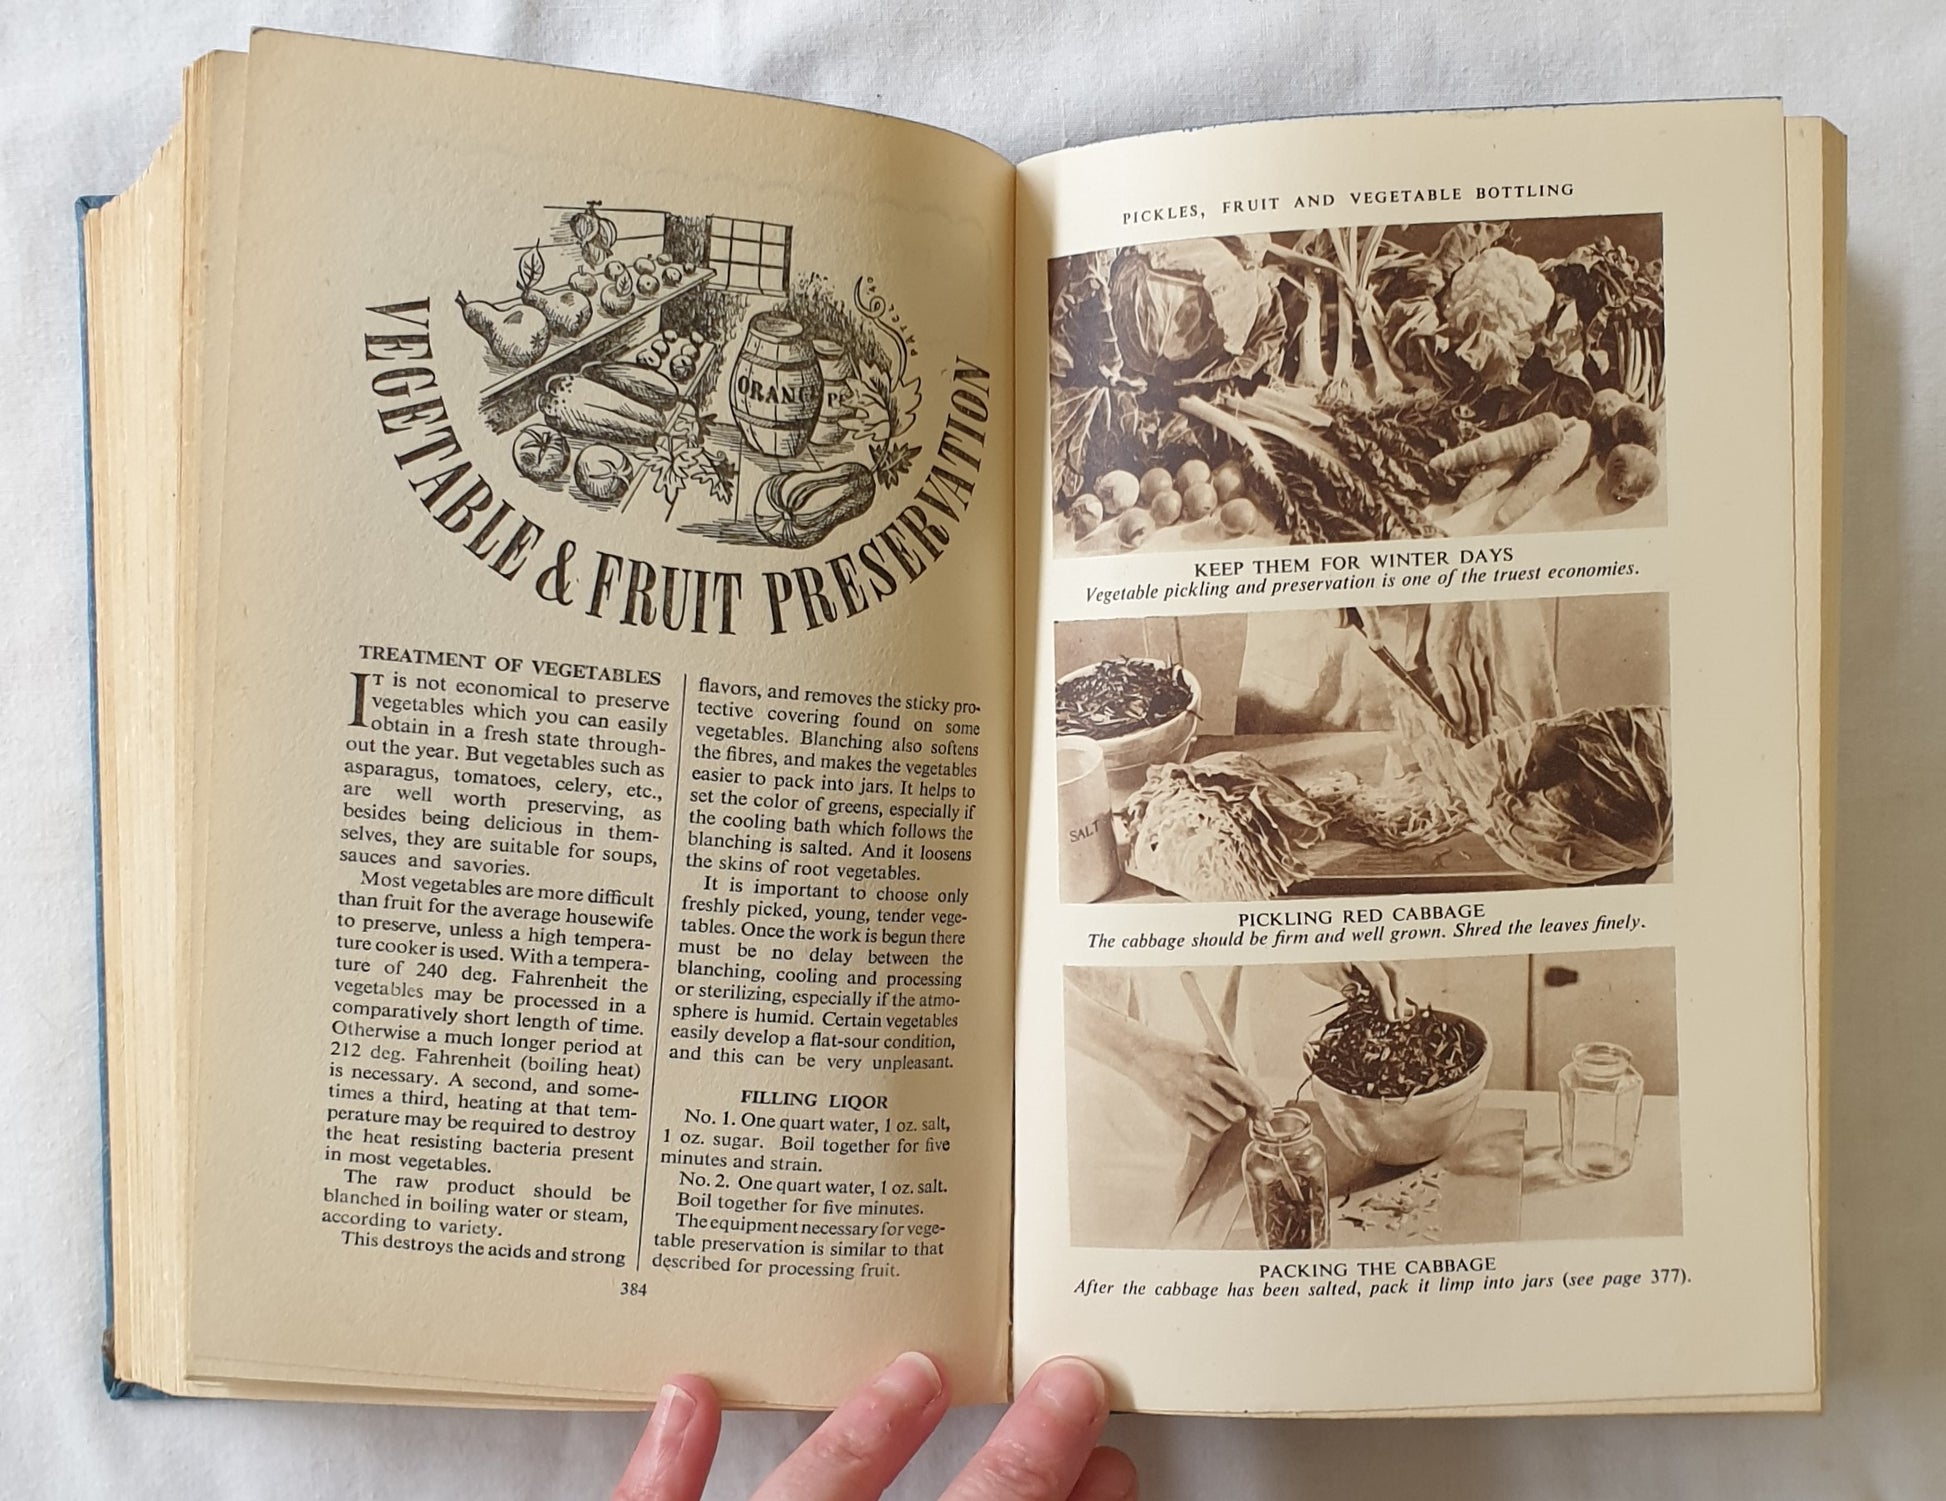 VEGETABLE & FRUIT PRESERVATION
ORANGE
TREATMENT OF VEGETABLES
IT is not economical to preserve
vegetables which you can easily
obtain in a fresh state through-
out the year. But vegetables such as
asparagus, tomatoes, celery, etc.,
are well worth preserving, as
besides being delicious in them-
selves, they are suitable for soups,
sauces and savories.
Most vegetables are more difficult
than fruit for the average housewife
to preserve, unless a high tempera-
ture cooker is used. With a tempera-
ture of 240 deg. Fahrenheit the
vegetables may be processed in a
comparatively short length of time.
Otherwise a much longer period at
212 deg. Fahrenheit (boiling heat)
is necessary. A second, and some-
times a third, heating at that tem-
perature may be required to destroy
the heat resisting bacteria present
in most vegetables.
The raw product should be
blanched in boiling water or steam,
according to variety.
This destroys the acids and strong
flavors, and removes the sticky pro-
tective covering found on some
vegetables. Blanching also softens
the fibres, and makes the vegetables
easier to pack into jars. It helps to
set the color of greens, especially if
the cooling bath which follows the
blanching is salted. And it loosens
the skins of root vegetables.
It is important to choose only
freshly picked, young, tender vege-
tables. Once the work is begun there
must be no delay between the
blanching, cooling and processing
or sterilizing, especially if the atmo-
sphere is humid. Certain vegetables
easily develop a flat-sour condition,
and this can be very unpleasant.
FILLING LIQOR
No. 1. One quart water, 1 oz. salt,
1 oz. sugar. Boil together for five
minutes and strain.
No. 2. One quart water, 1 oz. salt.
Boil together for five minutes.
The equipment necessary for vege-
table preservation is similar to that
described for processing fruit.
384
PICKLES, FRUIT AND VEGETABLE BOTTLING
KEEP THEM FOR WINTER DAYS
Vegetable pickling and preservation is one of the truest economies.
SALT
PICKLING RED CABBAGE
The cabbage should be firm and well grown. Shred the leaves finely.
PACKING THE CABBAGE
After the cabbage has been salted, pack it limp into jars (see page 377).